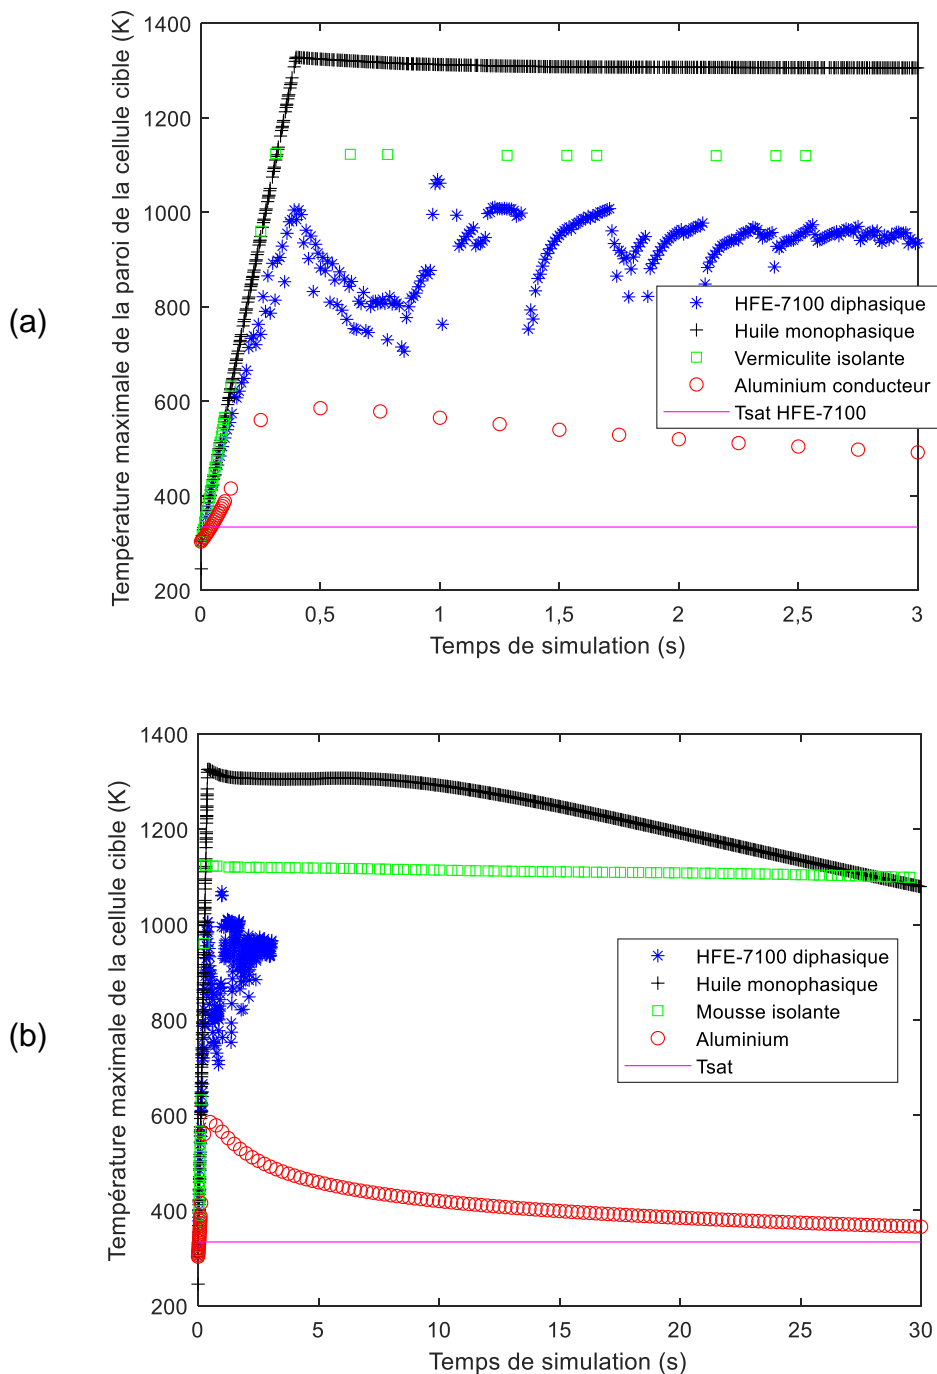 (a)
Température maximale de la paroi de la cellule cible (K)
1400
1200
1000
800
600
400
200
HFE-7100 diphasique
Huile monophasique
Vermiculite isolante
Aluminium conducteur
Tsat HFE-7100
0 0,5 1 1,5 2 2,5 3
Temps de simulation (s)
(b)
Température maximale de la cellule cible (K)
1400
1200
1000
800
600
400
200
HFE-7100 diphasique
Huile monophasique
Mousse isolante
Aluminium
Tsat
0 5 10 15 20 25 30
Temps de simulation (s)